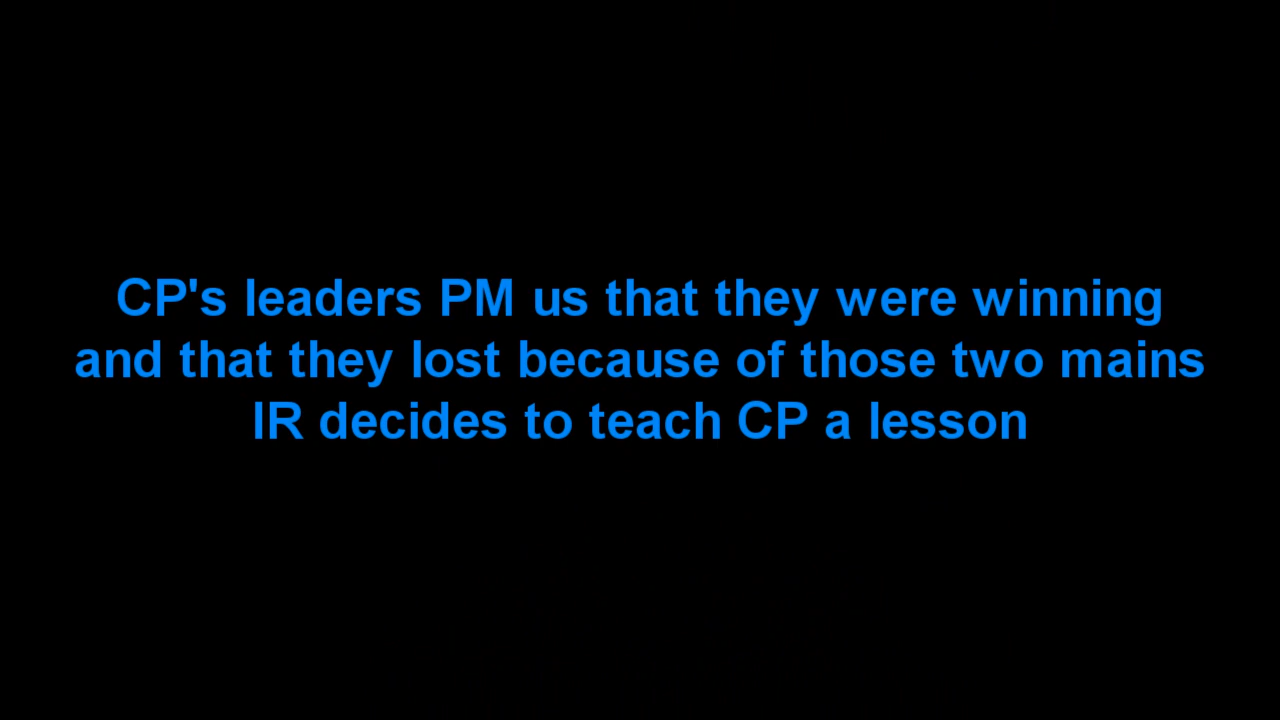 CP's leaders PM us that they were winning
and that they lost because of those two mains
IR decides to teach CP a lesson